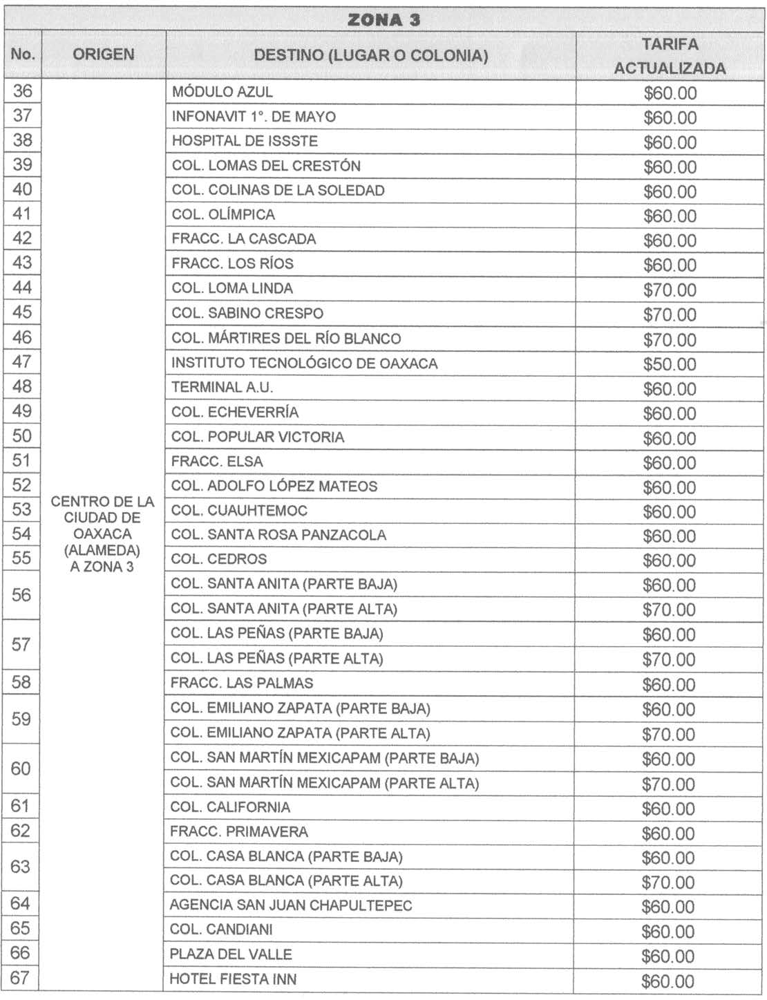 ZONA 3
No. ORIGEN DESTINO (LUGAR O COLONIA) TARIFA ACTUALIZADA
36 MÓDULO AZUL $60.00
37 INFONAVIT 1°. DE MAYO $60.00
38 HOSPITAL DE ISSSTE $60.00
39 COL. LOMAS DEL CRESTÓN $60.00
40 COL. COLINAS DE LA SOLEDAD $60.00
41 COL. OLÍMPICA $60.00
42 FRACC. LA CASCADA $60.00
43 FRACC. LOS RÍOS $60.00
44 COL. LOMA LINDA $70.00
45 COL. SABINO CRESPO $70.00
46 COL. MÁRTIRES DEL RÍO BLANCO $70.00
47 INSTITUTO TECNOLÓGICO DE OAXACA $50.00
48 TERMINAL A.U. $60.00
49 COL. ECHEVERRÍA $60.00
50 COL. POPULAR VICTORIA $60.00
51 FRACC. ELSA $60.00
52 COL. ADOLFO LÓPEZ MATEOS $60.00
CENTRO DE LA
CIUDAD DE
OAXACA
(ALAMEDA)
A ZONA 3
53 COL. CUAUHTEMOC $60.00
54 COL. SANTA ROSA PANZACOLA $60.00
55 COL. CEDROS $60.00
56 COL. SANTA ANITA (PARTE BAJA) $60.00
COL. SANTA ANITA (PARTE ALTA) $70.00
57 COL. LAS PEÑAS (PARTE BAJA) $60.00
COL. LAS PEÑAS (PARTE ALTA) $70.00
58 FRACC. LAS PALMAS $60.00
59 COL. EMILIANO ZAPATA (PARTE BAJA) $60.00
COL. EMILIANO ZAPATA (PARTE ALTA) $70.00
60 COL. SAN MARTÍN MEXICAPAM (PARTE BAJA) $60.00
COL. SAN MARTÍN MEXICAPAM (PARTE ALTA) $70.00
61 COL. CALIFORNIA $60.00
62 FRACC. PRIMAVERA $60.00
63 COL. CASA BLANCA (PARTE BAJA) $60.00
COL. CASA BLANCA (PARTE ALTA) $70.00
64 AGENCIA SAN JUAN CHAPULTEPEC $60.00
65 COL. CANDIANI $60.00
66 PLAZA DEL VALLE $60.00
67 HOTEL FIESTA INN $60.00